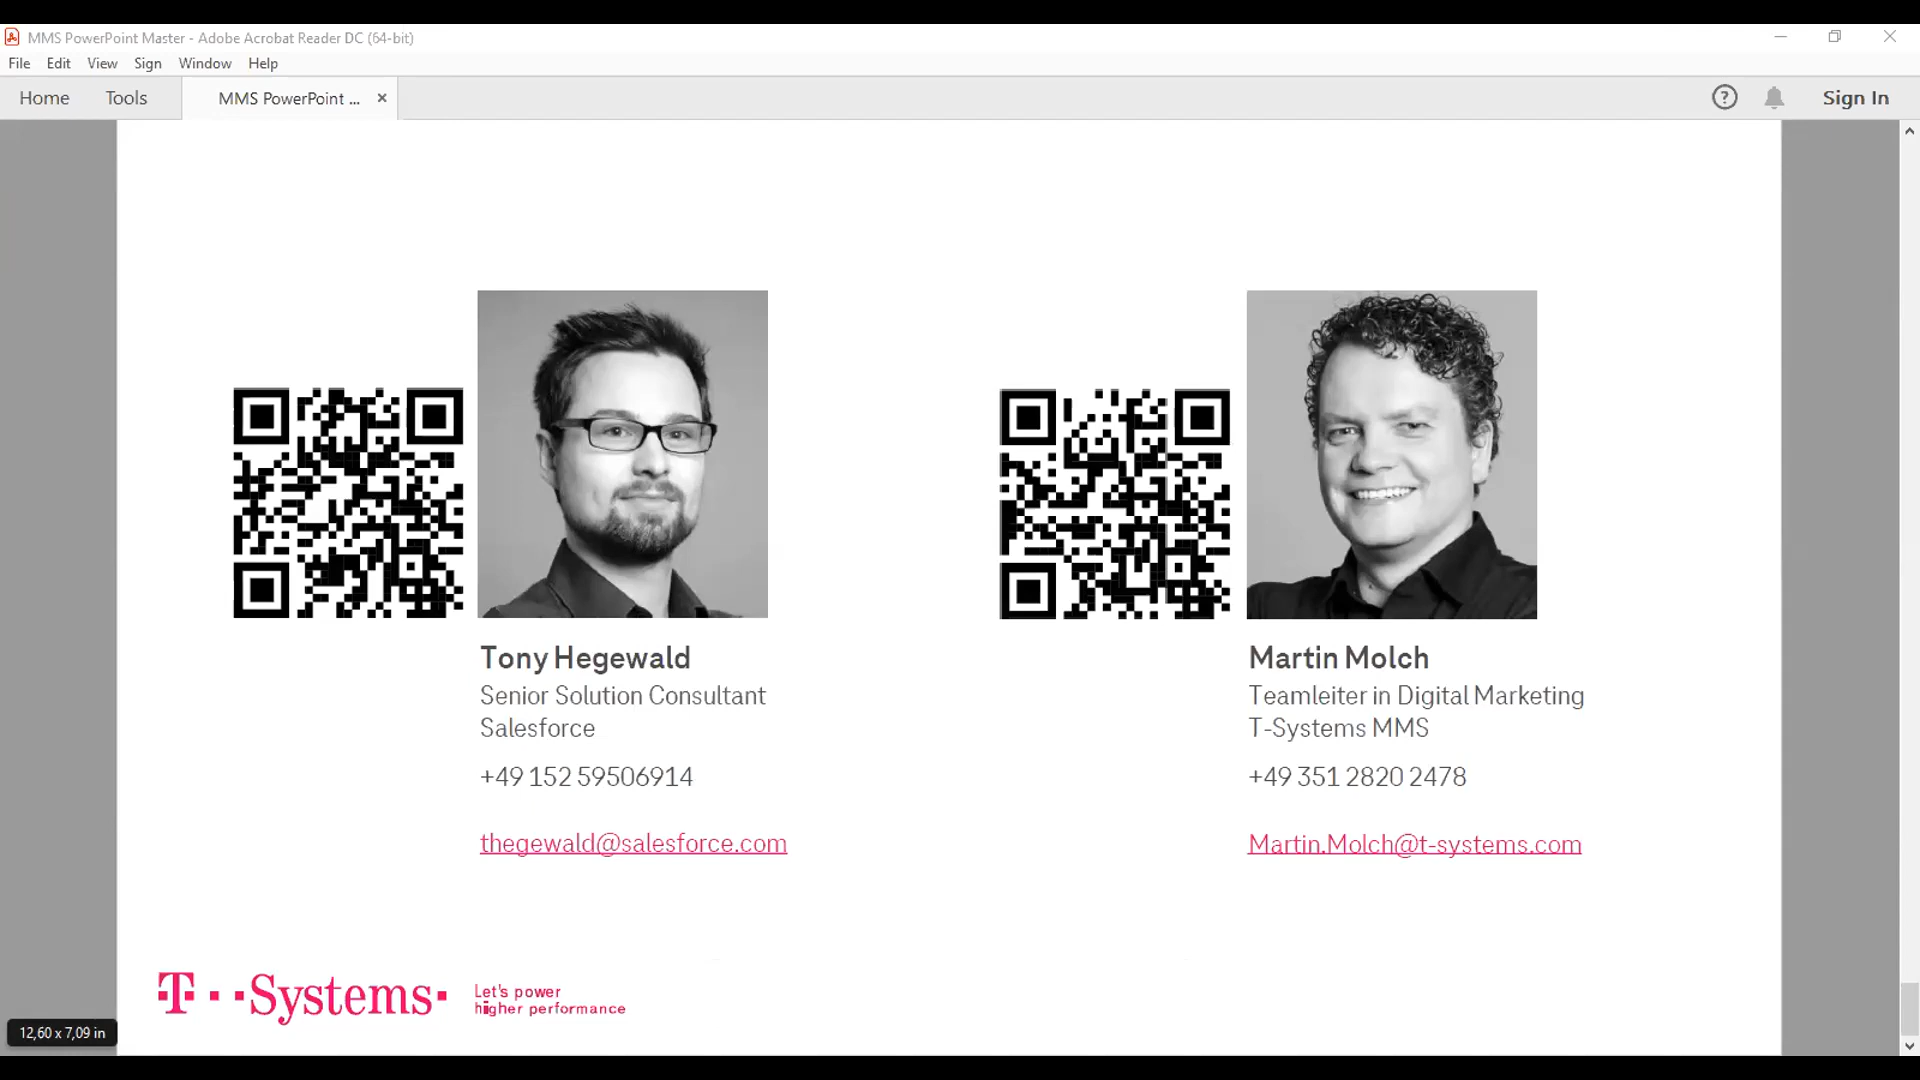 MMS PowerPoint Master - Adobe Acrobat Reader DC (64-bit)
File Edit View Sign Window Help
Home Tools MMS PowerPoint ... Sign In
Tony Hegewald
Senior Solution Consultant
Salesforce
+49 152 59506914
thegewald@salesforce.com
Martin Molch
Teamleiter in Digital Marketing
T-Systems MMS
+49 351 2820 2478
Martin.Molch@t-systems.com
T · · Systems ·
Let's power
higher performance
12,60 x 7,09 in